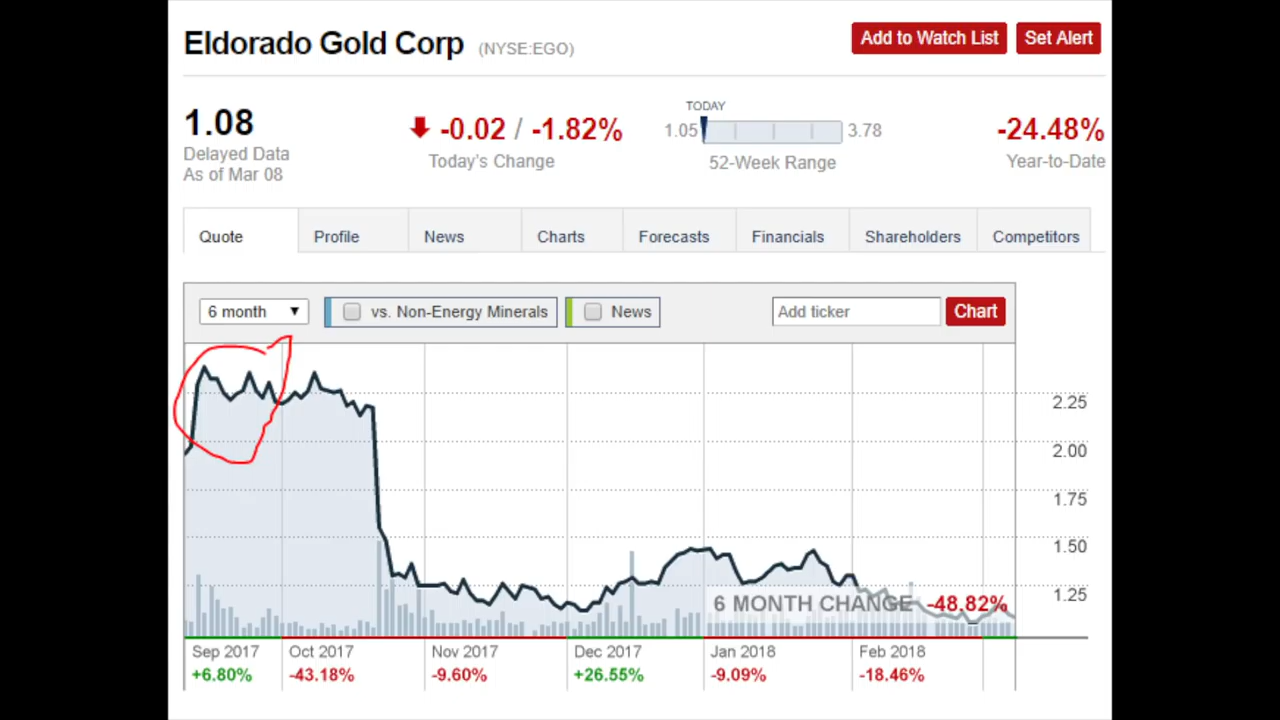 Eldorado Gold Corp (NYSE:EGO)
Add to Watch List
Set Alert
1.08
Delayed Data
As of Mar 08
-0.02 / -1.82%
Today's Change
TODAY
1.05
3.78
52-Week Range
-24.48%
Year-to-Date
Quote
Profile
News
Charts
Forecasts
Financials
Shareholders
Competitors
6 month
vs. Non-Energy Minerals
News
Add ticker
Chart
2.25
2.00
1.75
1.50
1.25
6 MONTH CHANGE -48.82%
Sep 2017
Oct 2017
Nov 2017
Dec 2017
Jan 2018
Feb 2018
+6.80%
-43.18%
-9.60%
+26.55%
-9.09%
-18.46%